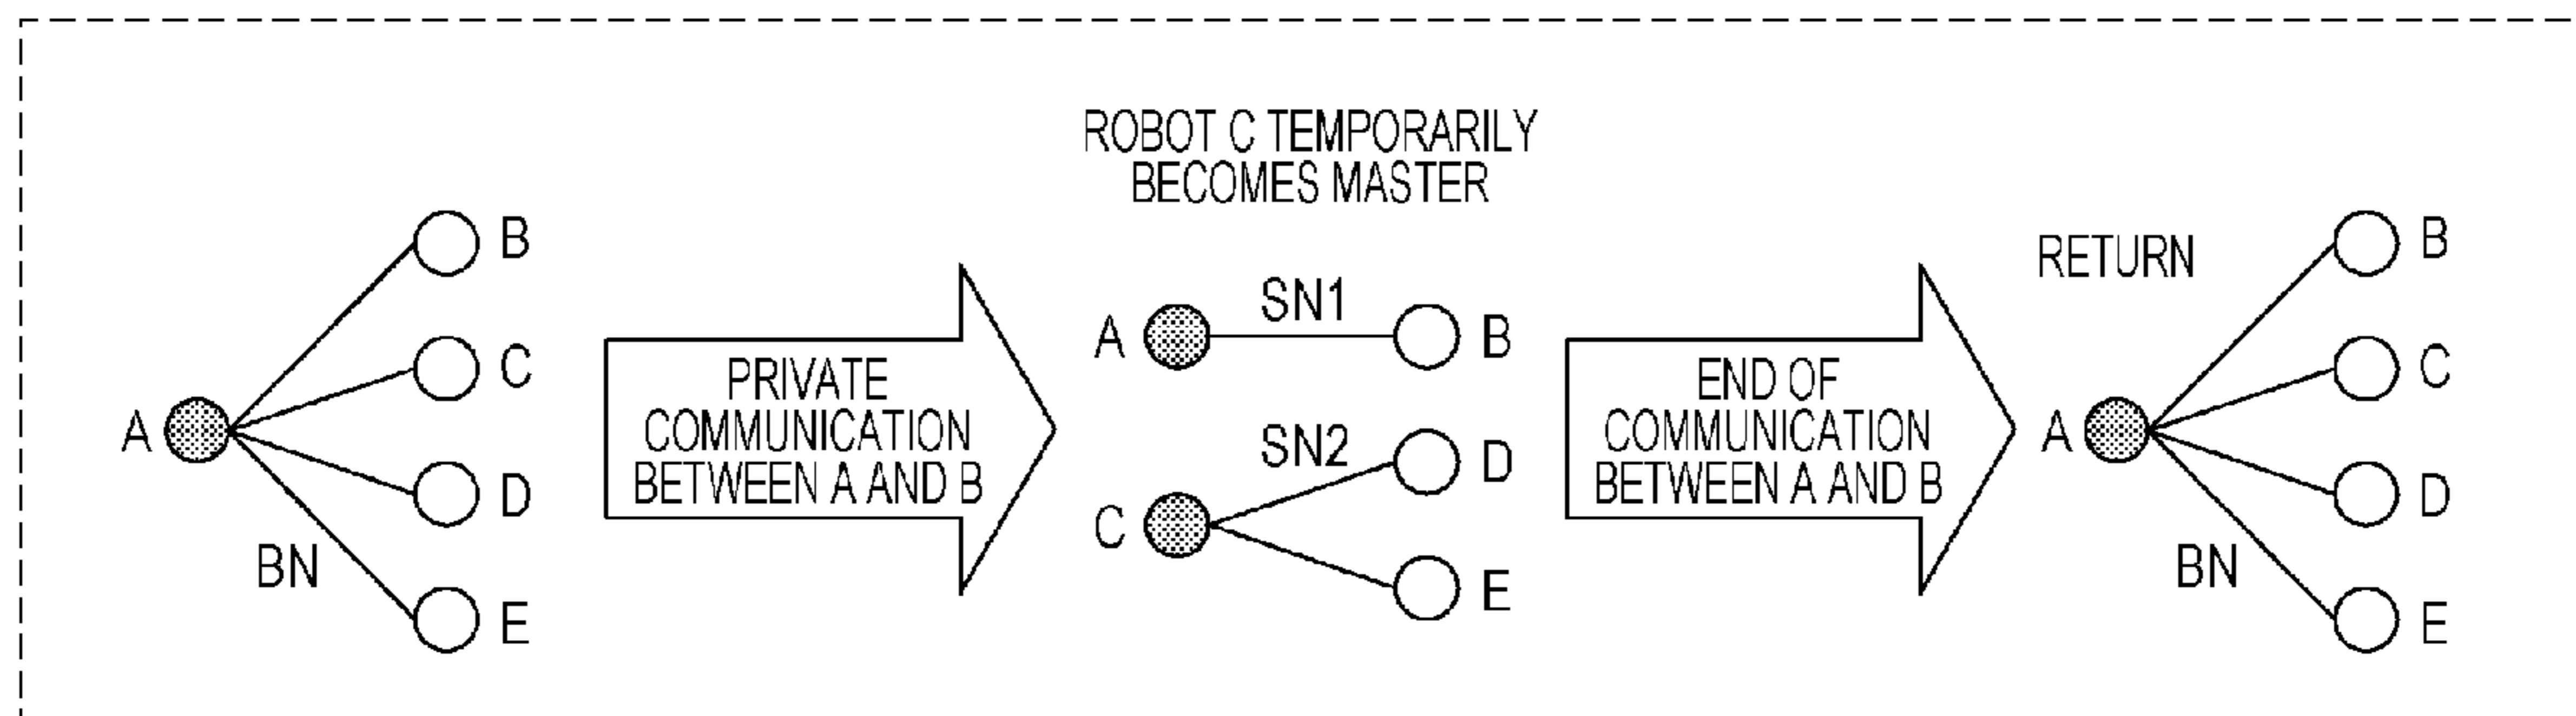 A
B
C
D
E
BN
PRIVATE
COMMUNICATION
BETWEEN A AND B
ROBOT C TEMPORARILY
BECOMES MASTER
A
SN1
B
SN2
D
C
E
END OF
COMMUNICATION
BETWEEN A AND B
RETURN
A
B
C
D
E
BN